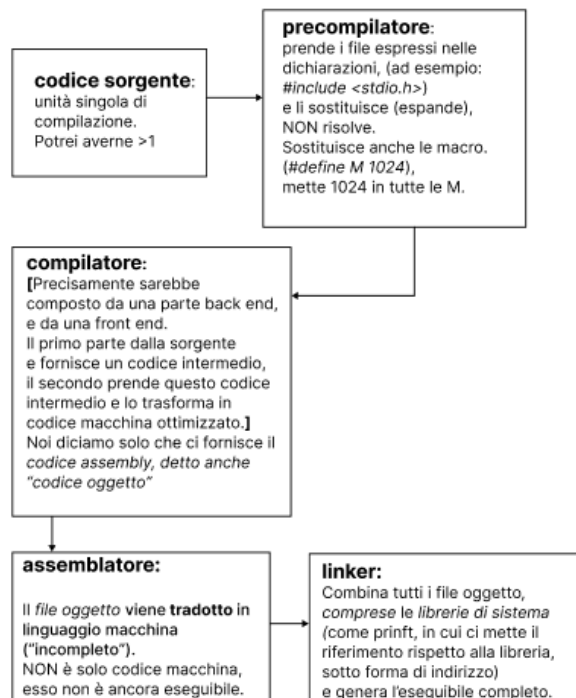 codice sorgente:
unità singola di
compilazione.
Potrei averne >1
precompilatore:
prende i file espressi nelle
dichiarazioni, (ad esempio:
#include <stdio.h>)
e li sostituisce (espande),
NON risolve.
Sostituisce anche le macro.
(#define M 1024),
mette 1024 in tutte le M.
compilatore:
[Precisamente sarebbe
composto da una parte back end,
e da una front end.
Il primo parte dalla sorgente
e fornisce un codice intermedio,
il secondo prende questo codice
intermedio e lo trasforma in
codice macchina ottimizzato.]
Noi diciamo solo che ci fornisce il
codice assembly, detto anche
"codice oggetto"
assemblatore:
Il file oggetto viene tradotto in
linguaggio macchina
("incompleto").
NON è solo codice macchina,
esso non è ancora eseguibile.
linker:
Combina tutti i file oggetto,
comprese le librerie di sistema
(come prinft, in cui ci mette il
riferimento rispetto alla libreria,
sotto forma di indirizzo)
e genera l'eseguibile completo.